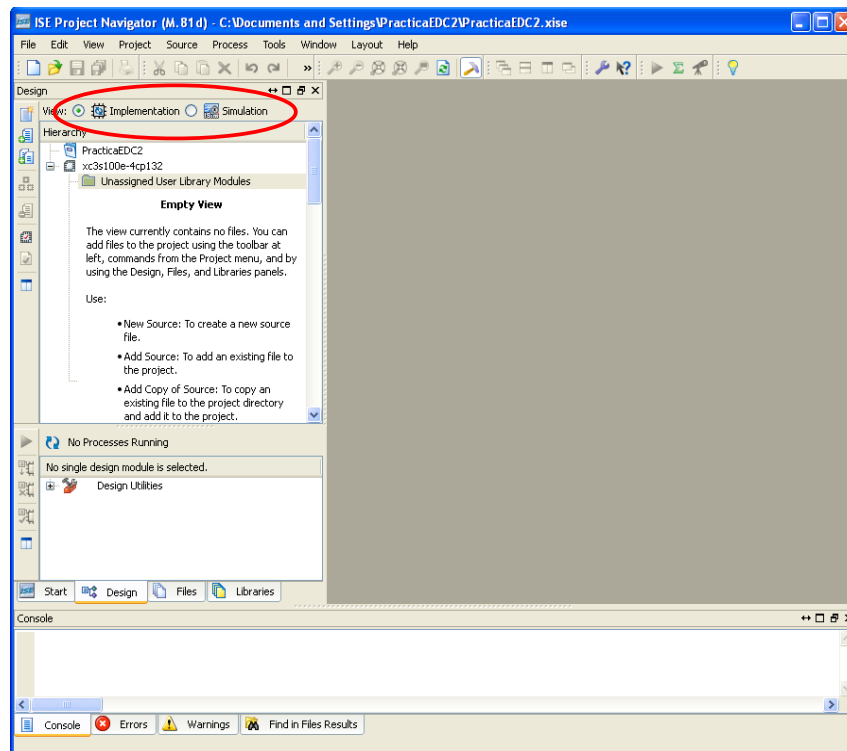 ISE Project Navigator (M.81d) - C:\Documents and Settings\PracticaEDC2\PracticaEDC2.xise
File Edit View Project Source Process Tools Window Layout Help
Design
View: Implementation Simulation
Hierarchy
PracticaEDC2
xc3s100e-4cp132
Unassigned User Library Modules
Empty View
The view currently contains no files. You can
add files to the project using the toolbar at
left, commands from the Project menu, and by
using the Design, Files, and Libraries panels.
Use:
• New Source: To create a new source
file.
• Add Source: To add an existing file to
the project.
• Add Copy of Source: To copy an
existing file to the project directory
and add it to the project.
No Processes Running
No single design module is selected.
Design Utilities
Start Design Files Libraries
Console
Console Errors Warnings Find in Files Results